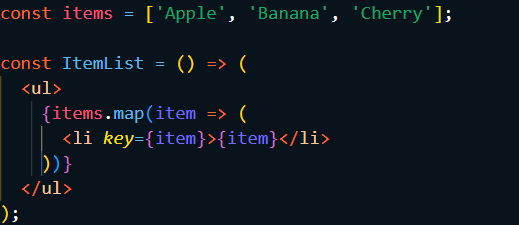 const items = ['Apple', 'Banana', 'Cherry'];
const ItemList = () => (
<ul>
{items.map(item => (
<li key={item}>{item}</li>
))}
</ul>
);